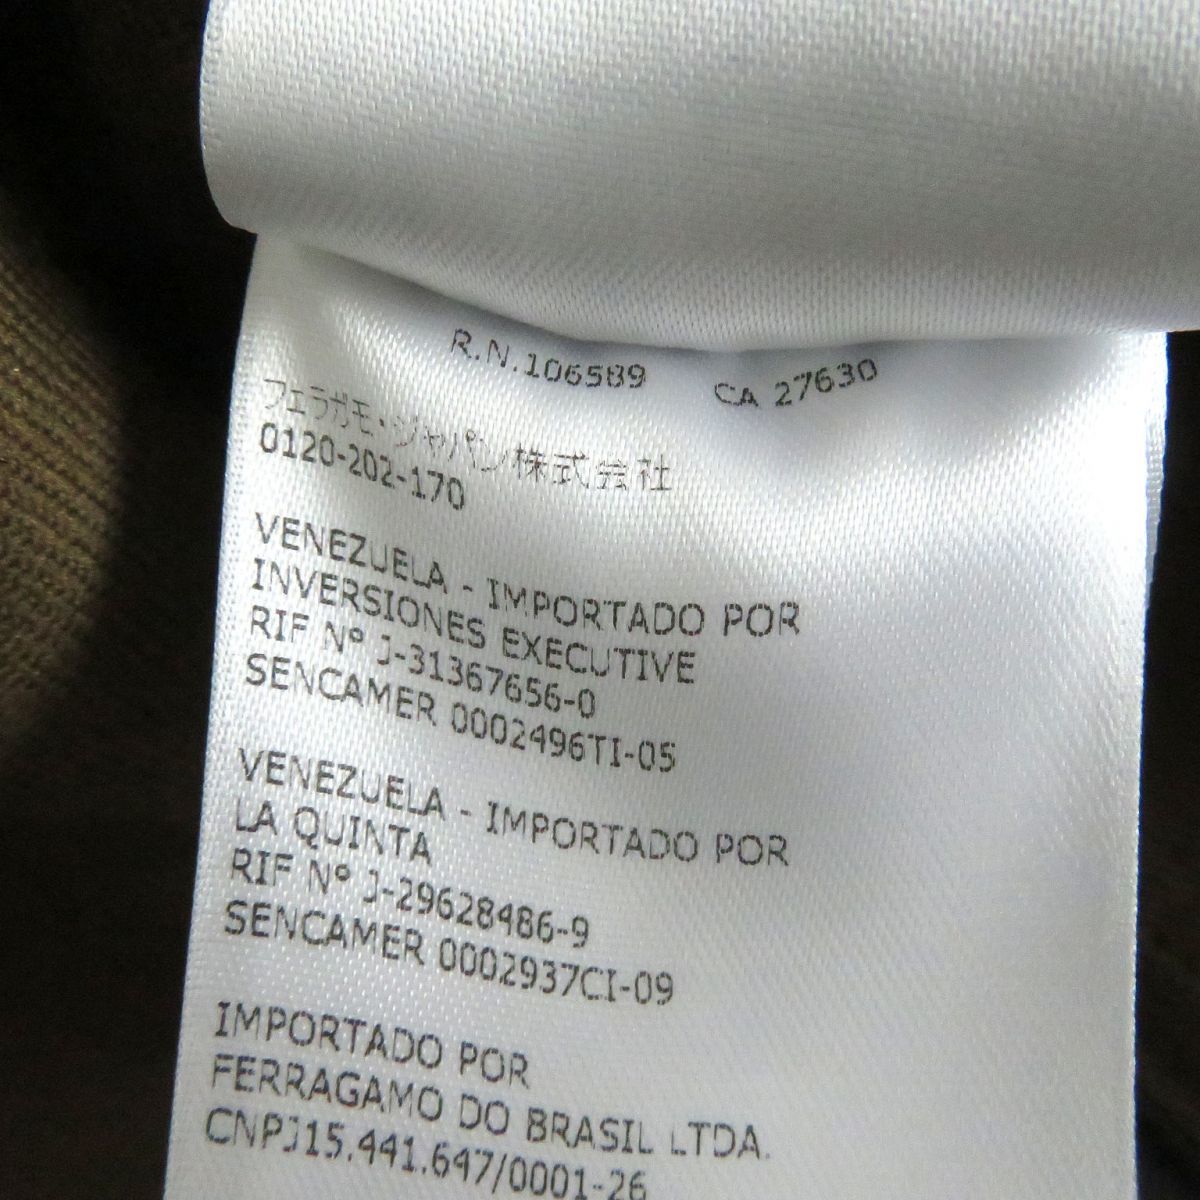 R.N.106589 CA 27630
フェラガモ・ジャパン株式会社
0120-202-170
VENEZUELA - IMPORTADO POR
INVERSIONES EXECUTIVE
RIF Nº J-31367656-0
SENCAMER 0002496TI-05
VENEZUELA - IMPORTADO POR
LA QUINTA
RIF Nº J-29628486-9
SENCAMER 0002937CI-09
IMPORTADO POR
FERRAGAMO DO BRASIL LTDA.
CNPJ15.441.647/0001-26